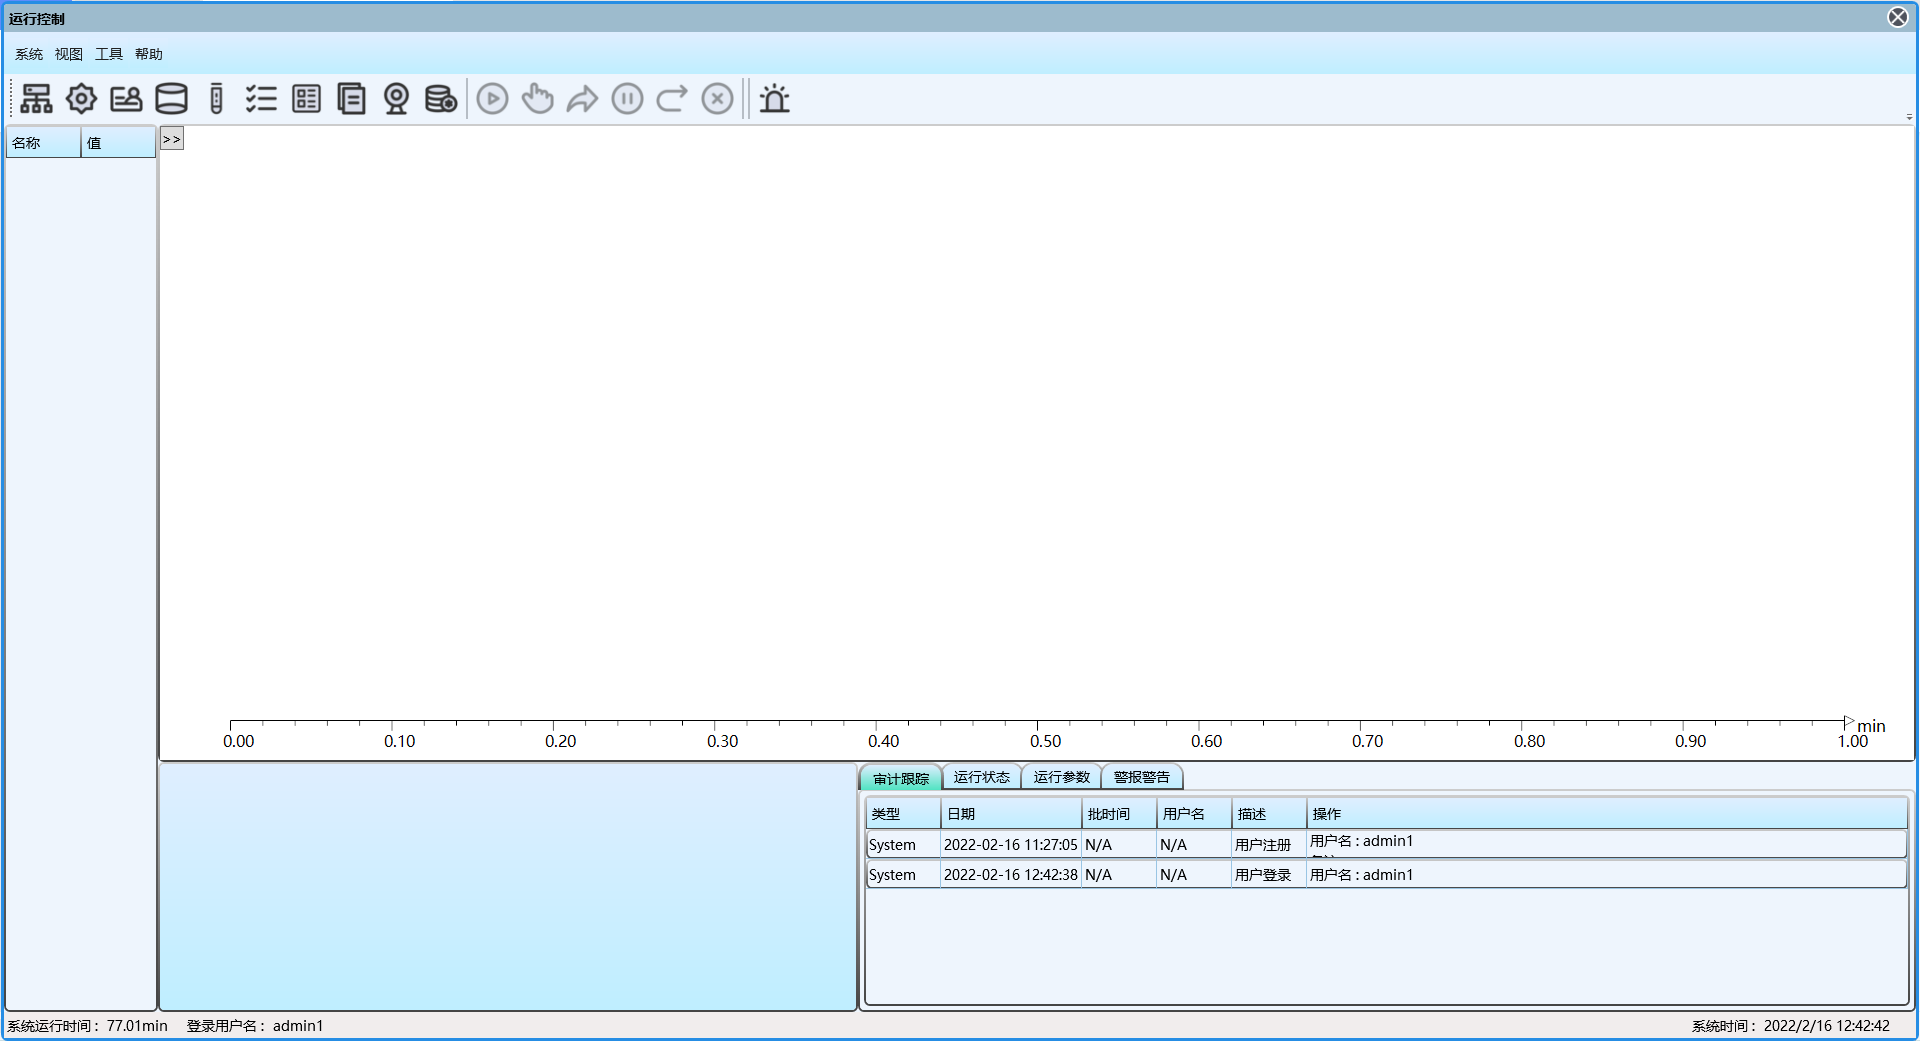 运行控制
系统 视图 工具 帮助
名称 值
>>
min
0.00 0.10 0.20 0.30 0.40 0.50 0.60 0.70 0.80 0.90 1.00
审计跟踪 运行状态 运行参数 警报警告
类型 日期 批时间 用户名 描述 操作
System 2022-02-16 11:27:05 N/A N/A 用户注册 用户名 : admin1
System 2022-02-16 12:42:38 N/A N/A 用户登录 用户名 : admin1
系统运行时间 : 77.01min 登录用户名 : admin1 系统时间 : 2022/2/16 12:42:42